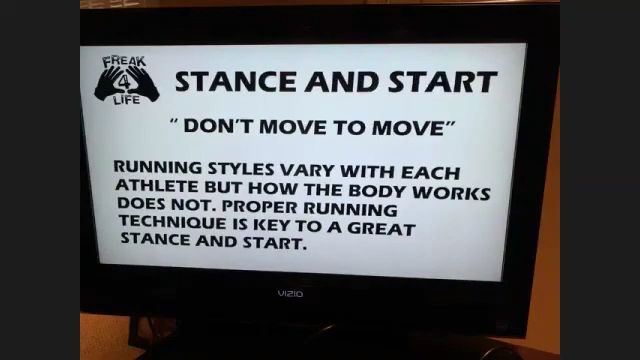 FREAK
4
LIFE
STANCE AND START
“ DON'T MOVE TO MOVE”
RUNNING STYLES VARY WITH EACH
ATHLETE BUT HOW THE BODY WORKS
DOES NOT. PROPER RUNNING
TECHNIQUE IS KEY TO A GREAT
STANCE AND START.
VIZIO